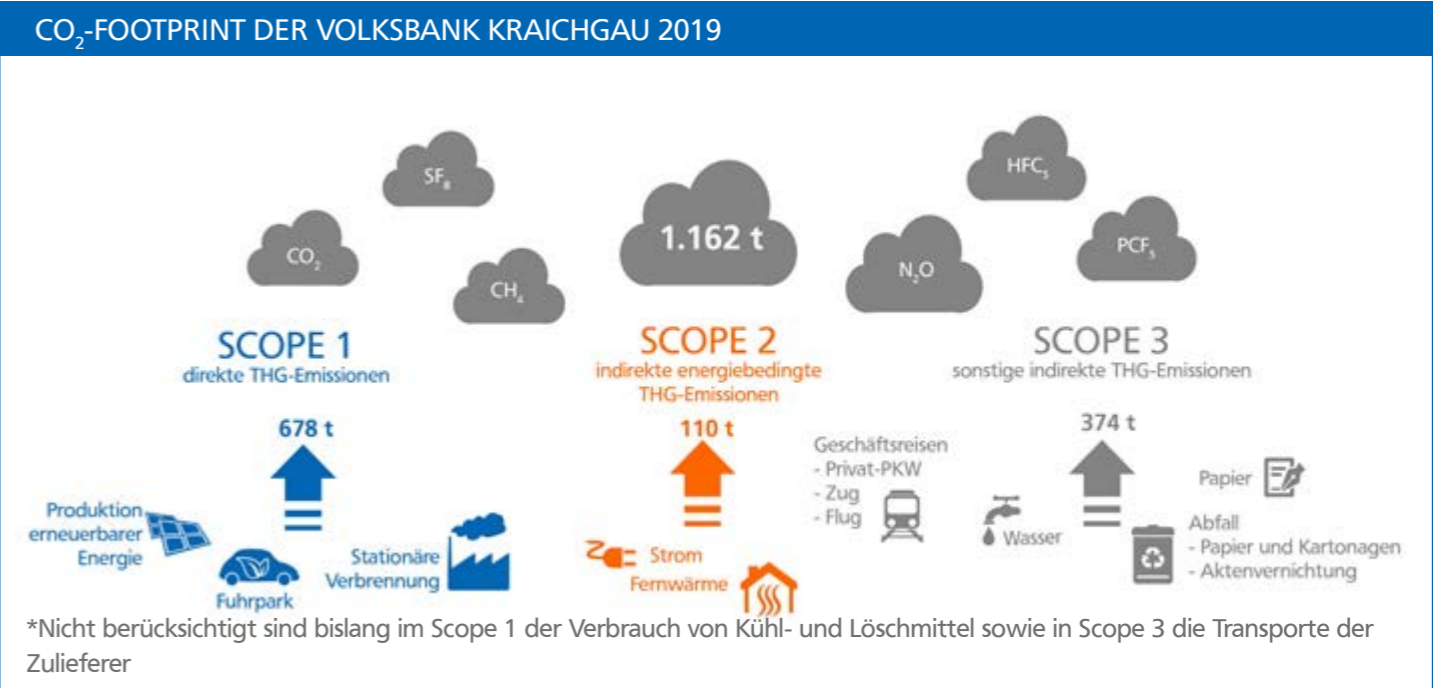 CO₂-FOOTPRINT DER VOLKSBANK KRAICHGAU 2019
SF₈
HFC₅
1.162 t
CO₂
CH₄
N₂O
PCF₅
SCOPE 1
direkte THG-Emissionen
678 t
Produktion
erneuerbarer
Energie
Fuhrpark
Stationäre
Verbrennung
SCOPE 2
indirekte energiebedingte
THG-Emissionen
110 t
Strom
Fernwärme
SCOPE 3
sonstige indirekte THG-Emissionen
374 t
Geschäftsreisen
- Privat-PKW
- Zug
- Flug
Wasser
Papier
Abfall
- Papier und Kartonagen
- Aktenvernichtung
*Nicht berücksichtigt sind bislang im Scope 1 der Verbrauch von Kühl- und Löschmittel sowie in Scope 3 die Transporte der
Zulieferer